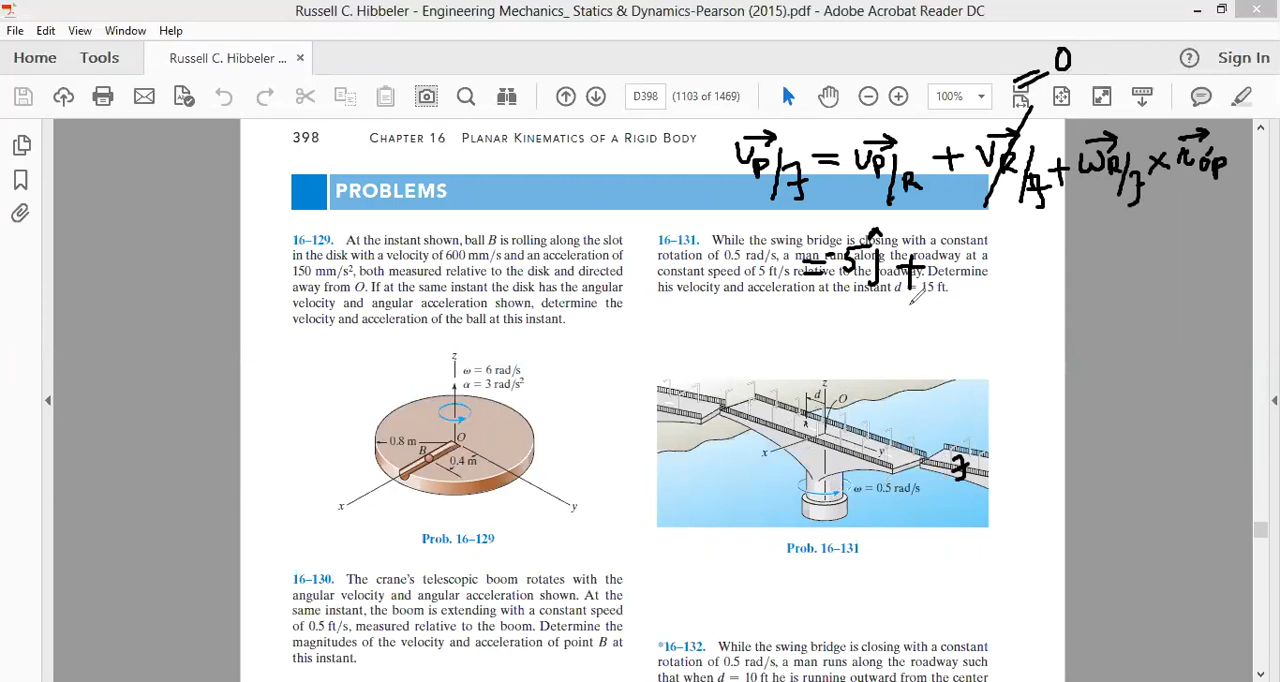 Russell C. Hibbeler - Engineering Mechanics_ Statics & Dynamics-Pearson (2015).pdf - Adobe Acrobat Reader DC
File Edit View Window Help
Home Tools Russell C. Hibbeler ... × Sign In
D398 (1103 of 1469) 100%
= 0
398 CHAPTER 16 PLANAR KINEMATICS OF A RIGID BODY
PROBLEMS
16–129. At the instant shown, ball B is rolling along the slot
in the disk with a velocity of 600 mm/s and an acceleration of
150 mm/s², both measured relative to the disk and directed
away from O. If at the same instant the disk has the angular
velocity and angular acceleration shown, determine the
velocity and acceleration of the ball at this instant.
z
ω = 6 rad/s
α = 3 rad/s²
0.8 m
O
B
0.4 m
x
y
Prob. 16–129
16–130. The crane's telescopic boom rotates with the
angular velocity and angular acceleration shown. At the
same instant, the boom is extending with a constant speed
of 0.5 ft/s, measured relative to the boom. Determine the
magnitudes of the velocity and acceleration of point B at
this instant.
16–131. While the swing bridge is closing with a constant
rotation of 0.5 rad/s, a man runs along the roadway at a
constant speed of 5 ft/s relative to the roadway. Determine
his velocity and acceleration at the instant d = 15 ft.
= -5ĵ +
z
d
O
x
y
ω = 0.5 rad/s
Prob. 16–131
*16–132. While the swing bridge is closing with a constant
rotation of 0.5 rad/s, a man runs along the roadway such
that when d = 10 ft he is running outward from the center